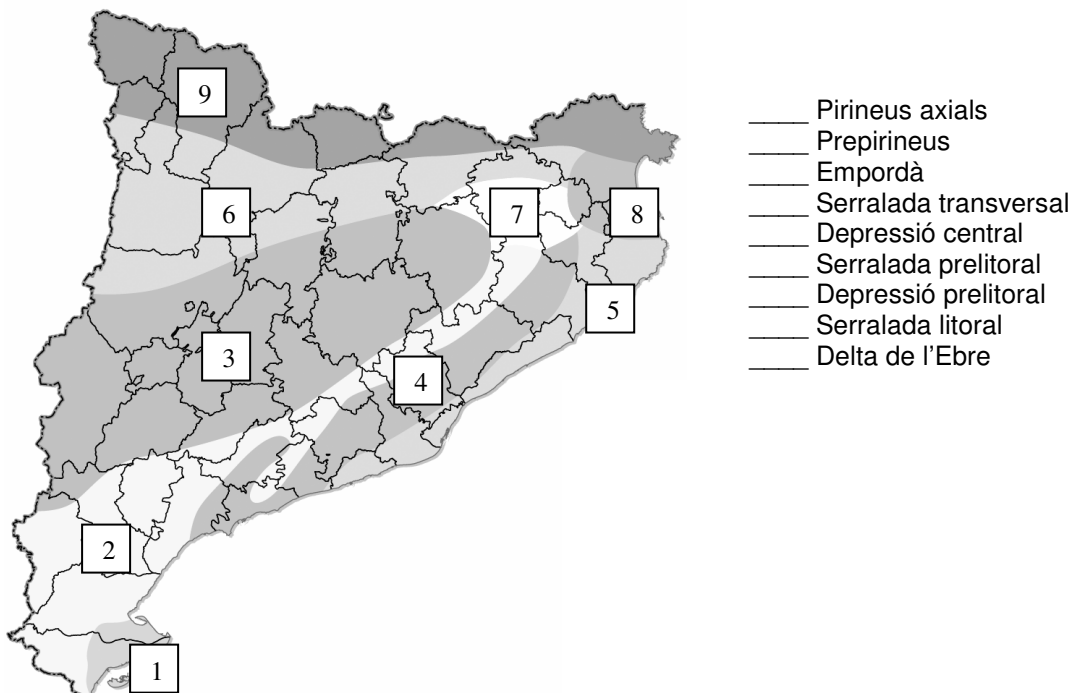 9
6
7
8
5
3
4
2
1
____ Pirineus axials
____ Prepirineus
____ Empordà
____ Serralada transversal
____ Depressió central
____ Serralada prelitoral
____ Depressió prelitoral
____ Serralada litoral
____ Delta de l'Ebre